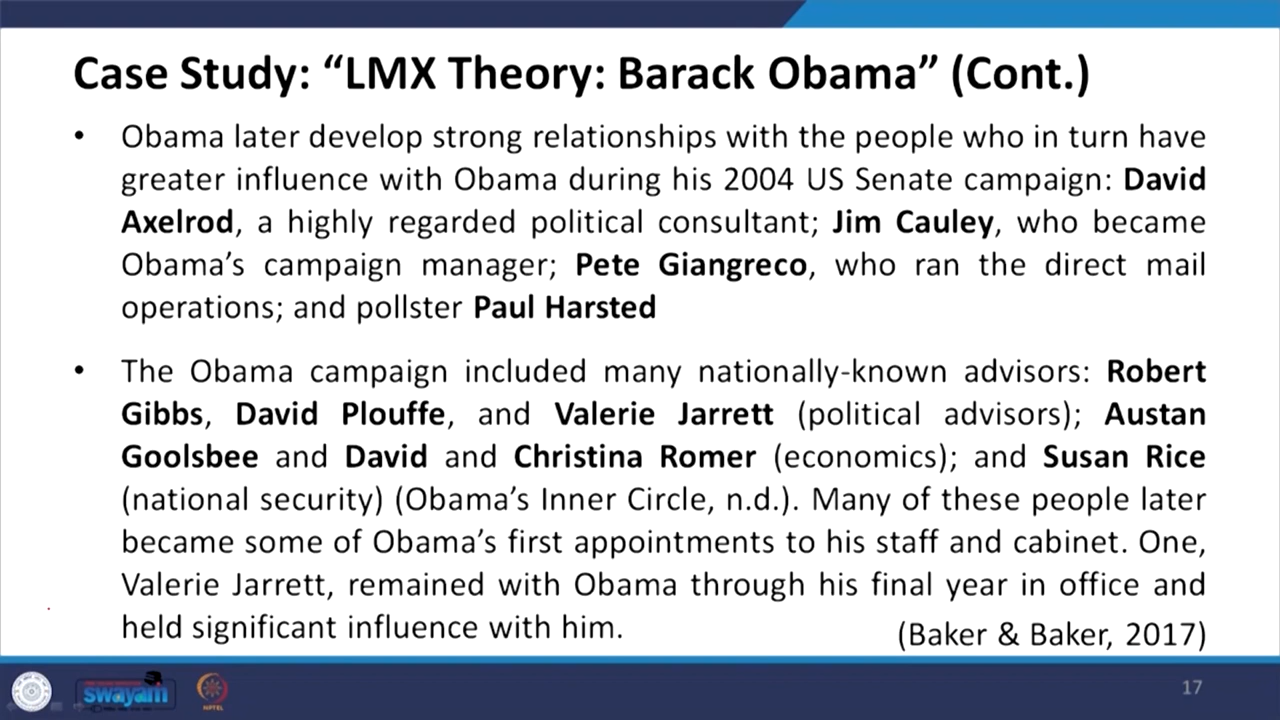 Case Study: “LMX Theory: Barack Obama” (Cont.)
• Obama later develop strong relationships with the people who in turn have
greater influence with Obama during his 2004 US Senate campaign: David
Axelrod, a highly regarded political consultant; Jim Cauley, who became
Obama’s campaign manager; Pete Giangreco, who ran the direct mail
operations; and pollster Paul Harsted
• The Obama campaign included many nationally-known advisors: Robert
Gibbs, David Plouffe, and Valerie Jarrett (political advisors); Austan
Goolsbee and David and Christina Romer (economics); and Susan Rice
(national security) (Obama’s Inner Circle, n.d.). Many of these people later
became some of Obama’s first appointments to his staff and cabinet. One,
Valerie Jarrett, remained with Obama through his final year in office and
held significant influence with him.
(Baker & Baker, 2017)
swayam
NPTEL
17